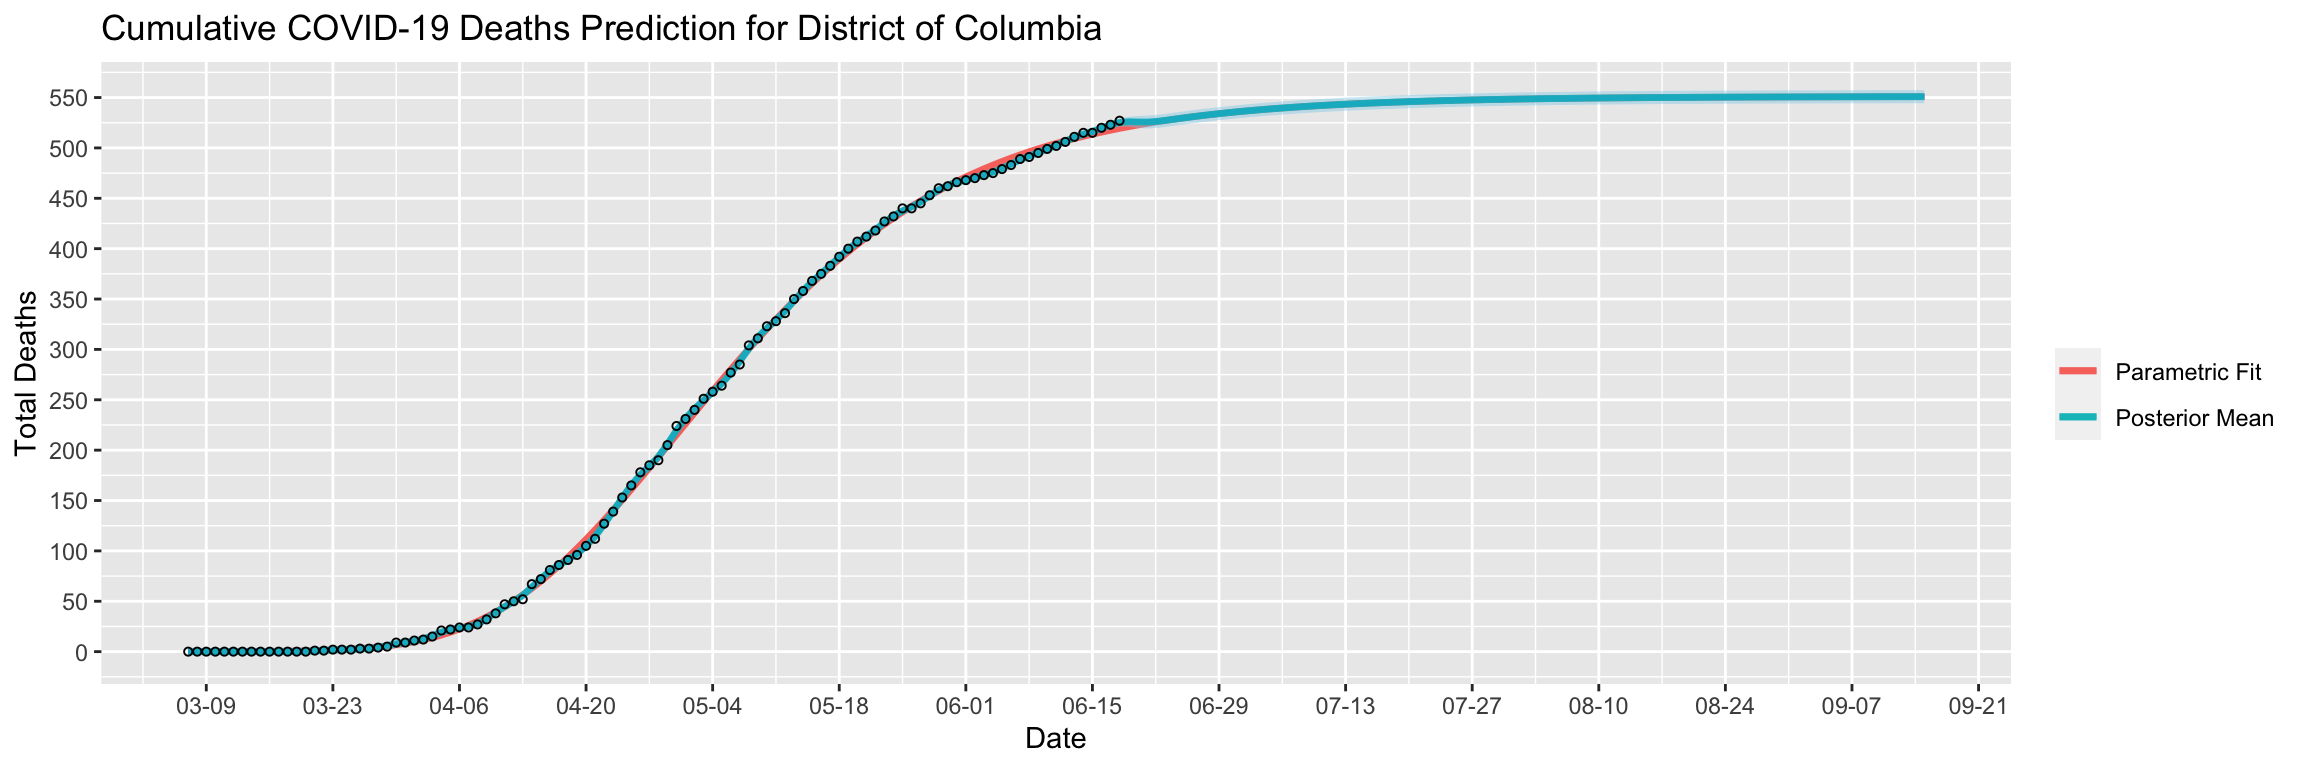 Cumulative COVID-19 Deaths Prediction for District of Columbia
Total Deaths
550
500
450
400
350
300
250
200
150
100
50
0
03-09 03-23 04-06 04-20 05-04 05-18 06-01 06-15 06-29 07-13 07-27 08-10 08-24 09-07 09-21
Date
Parametric Fit
Posterior Mean